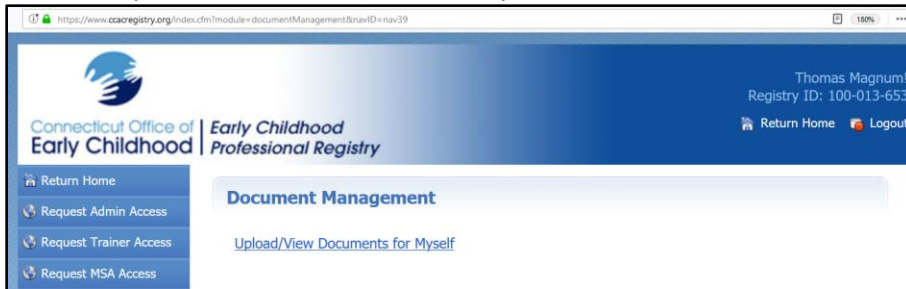 https://www.ccacregistry.org/index.cfm?module=documentManagement&navID=nav39
180%
Thomas Magnum!
Registry ID: 100-013-653
Return Home Logout
Connecticut Office of
Early Childhood
Early Childhood
Professional Registry
Return Home
Request Admin Access
Request Trainer Access
Request MSA Access
Document Management
Upload/View Documents for Myself